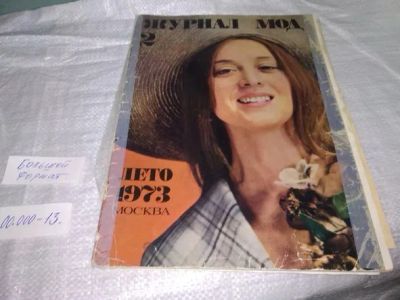 ЖУРНАЛ МОД
2
ЛЕТО
1973
МОСКВА
БОЛЬШОЙ
ФОРМАТ
00.000-13.